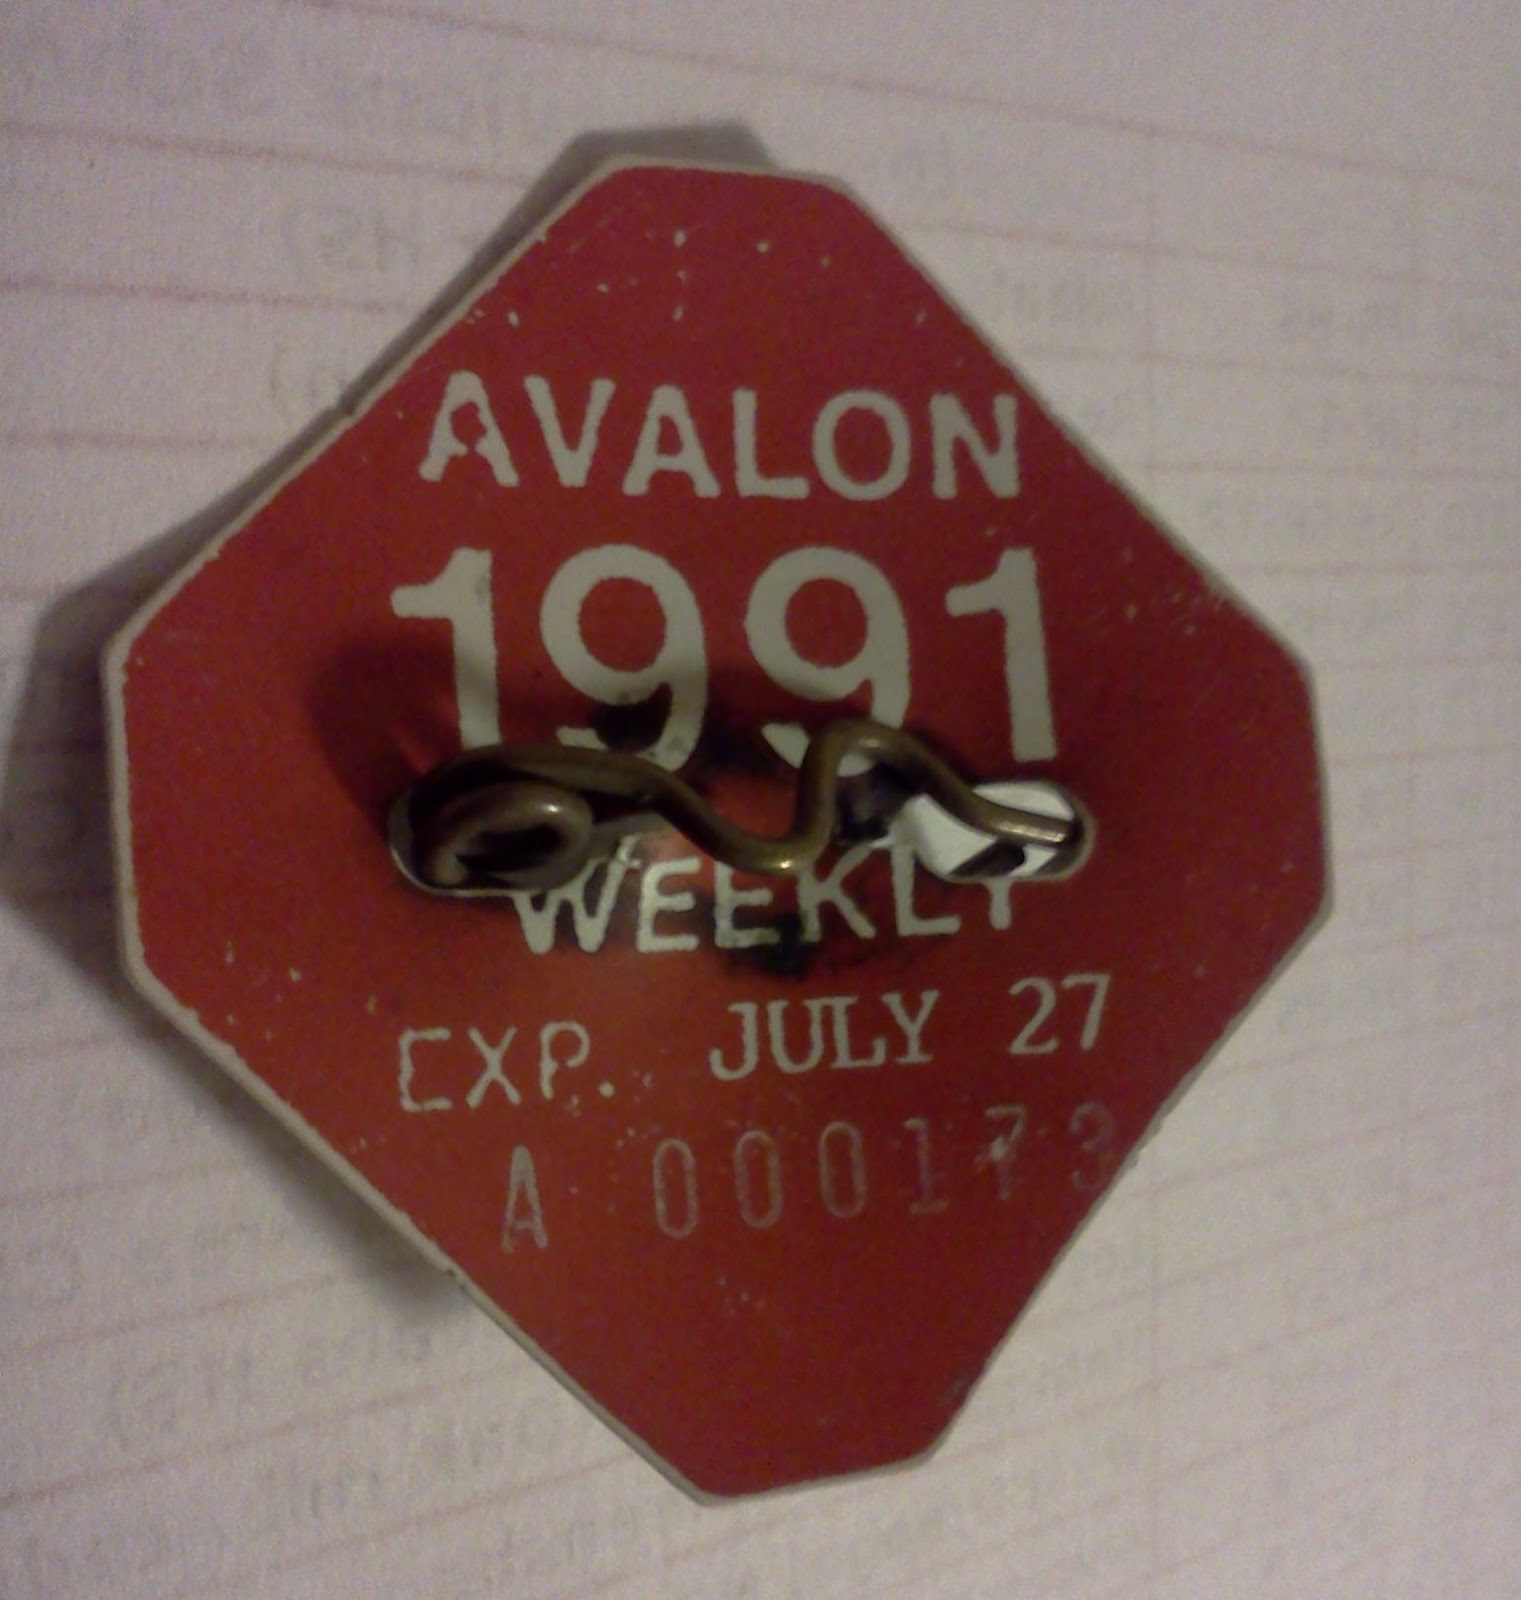 AVALON
1991
WEEKLY
EXP. JULY 27
A 000173